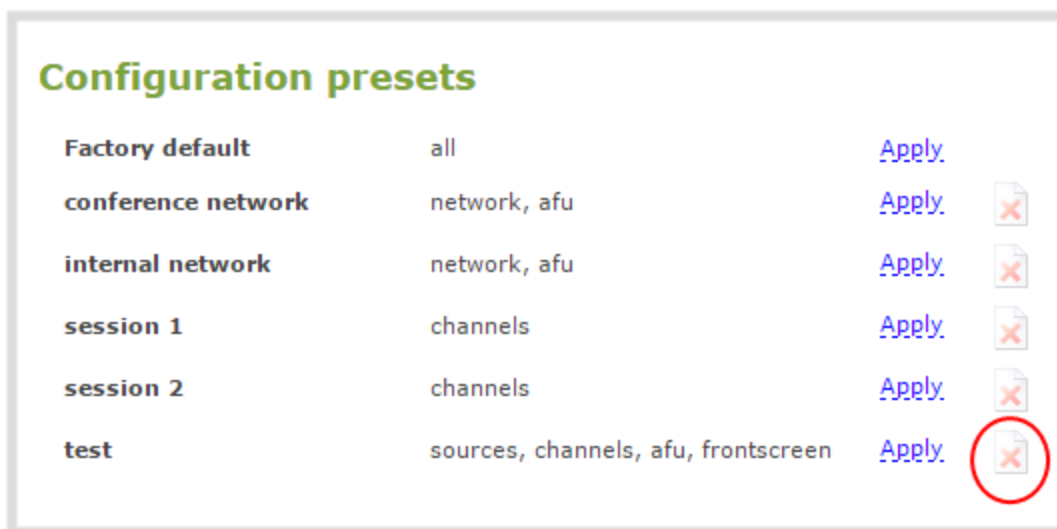 Configuration presets
Factory default all Apply
conference network network, afu Apply
internal network network, afu Apply
session 1 channels Apply
session 2 channels Apply
test sources, channels, afu, frontscreen Apply